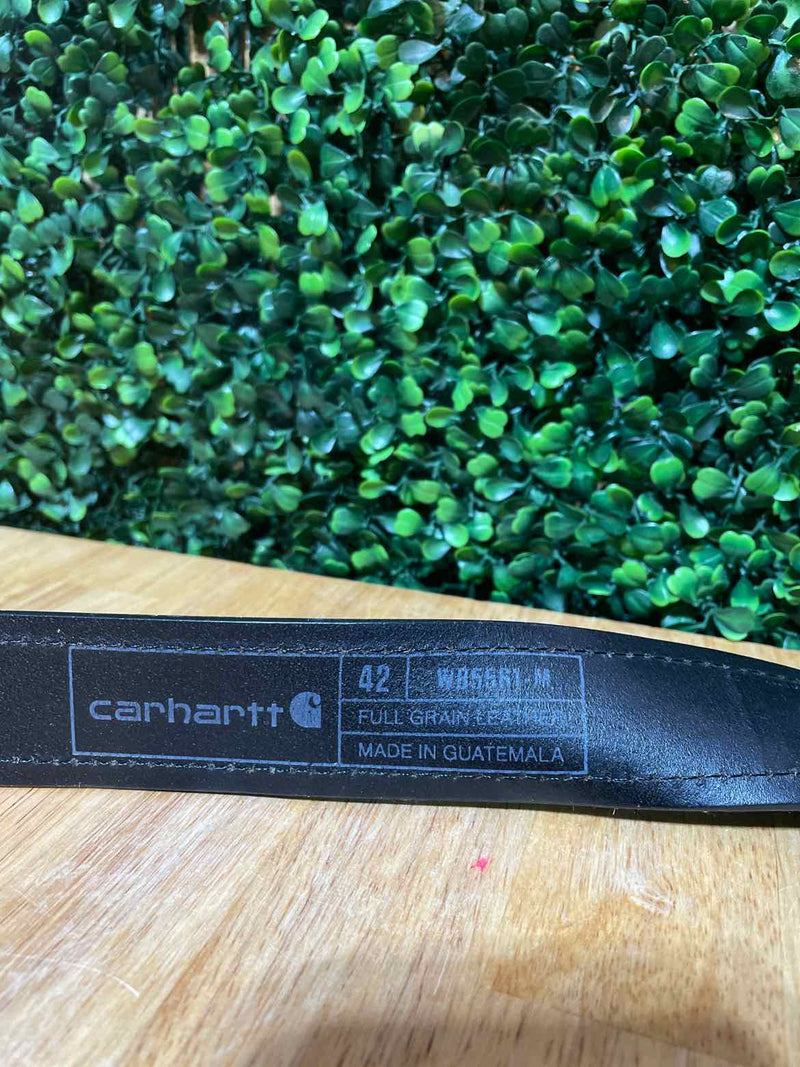 carhartt
42
FULL GRAIN LEATHER
MADE IN GUATEMALA